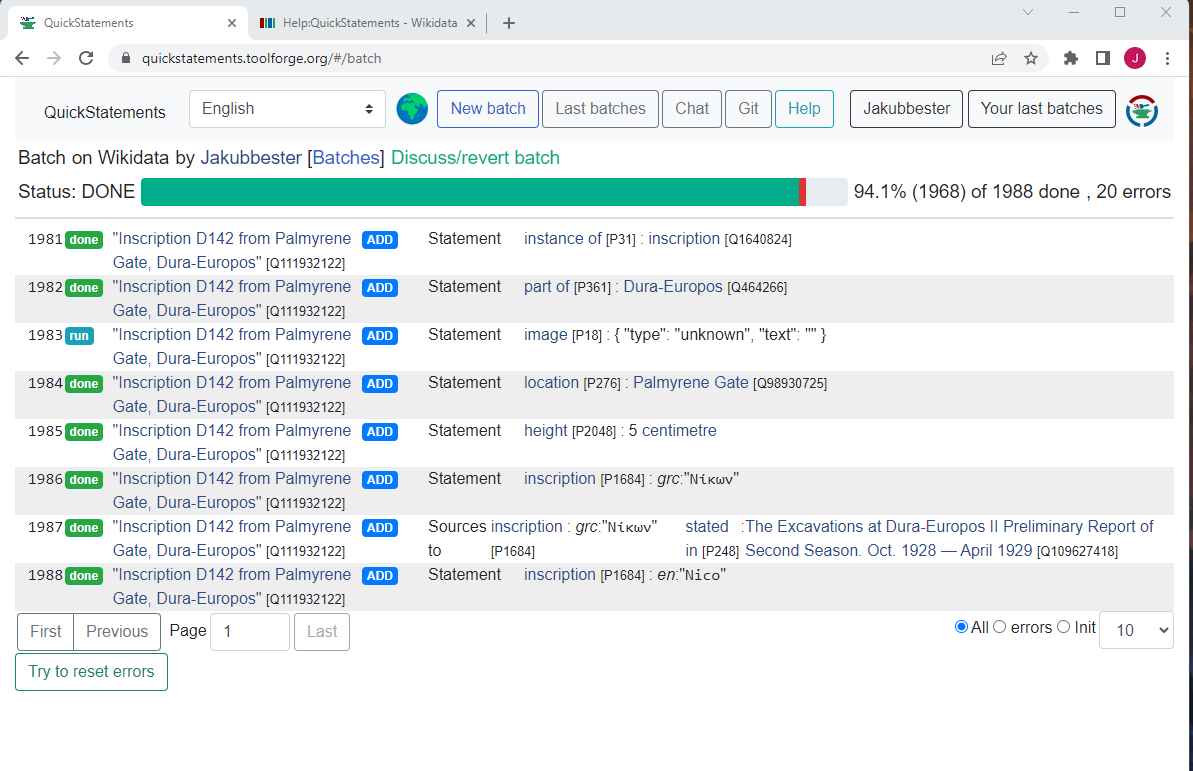 QuickStatements
Help:QuickStatements - Wikidata
quickstatements.toolforge.org/#/batch
J
QuickStatements English New batch Last batches Chat Git Help Jakubbester Your last batches
Batch on Wikidata by Jakubbester [Batches] Discuss/revert batch
Status: DONE 94.1% (1968) of 1988 done , 20 errors
1981 done "Inscription D142 from Palmyrene ADD Statement instance of [P31] : inscription [Q1640824]
Gate, Dura-Europos" [Q111932122]
1982 done "Inscription D142 from Palmyrene ADD Statement part of [P361] : Dura-Europos [Q464266]
Gate, Dura-Europos" [Q111932122]
1983 run "Inscription D142 from Palmyrene ADD Statement image [P18] : { "type": "unknown", "text": "" }
Gate, Dura-Europos" [Q111932122]
1984 done "Inscription D142 from Palmyrene ADD Statement location [P276] : Palmyrene Gate [Q98930725]
Gate, Dura-Europos" [Q111932122]
1985 done "Inscription D142 from Palmyrene ADD Statement height [P2048] : 5 centimetre
Gate, Dura-Europos" [Q111932122]
1986 done "Inscription D142 from Palmyrene ADD Statement inscription [P1684] : grc:"Νίκων"
Gate, Dura-Europos" [Q111932122]
1987 done "Inscription D142 from Palmyrene ADD Sources inscription : grc:"Νίκων" stated :The Excavations at Dura-Europos II Preliminary Report of
Gate, Dura-Europos" [Q111932122] to [P1684] in [P248] Second Season. Oct. 1928 — April 1929 [Q109627418]
1988 done "Inscription D142 from Palmyrene ADD Statement inscription [P1684] : en:"Nico"
Gate, Dura-Europos" [Q111932122]
First Previous Page 1 Last All errors Init 10
Try to reset errors